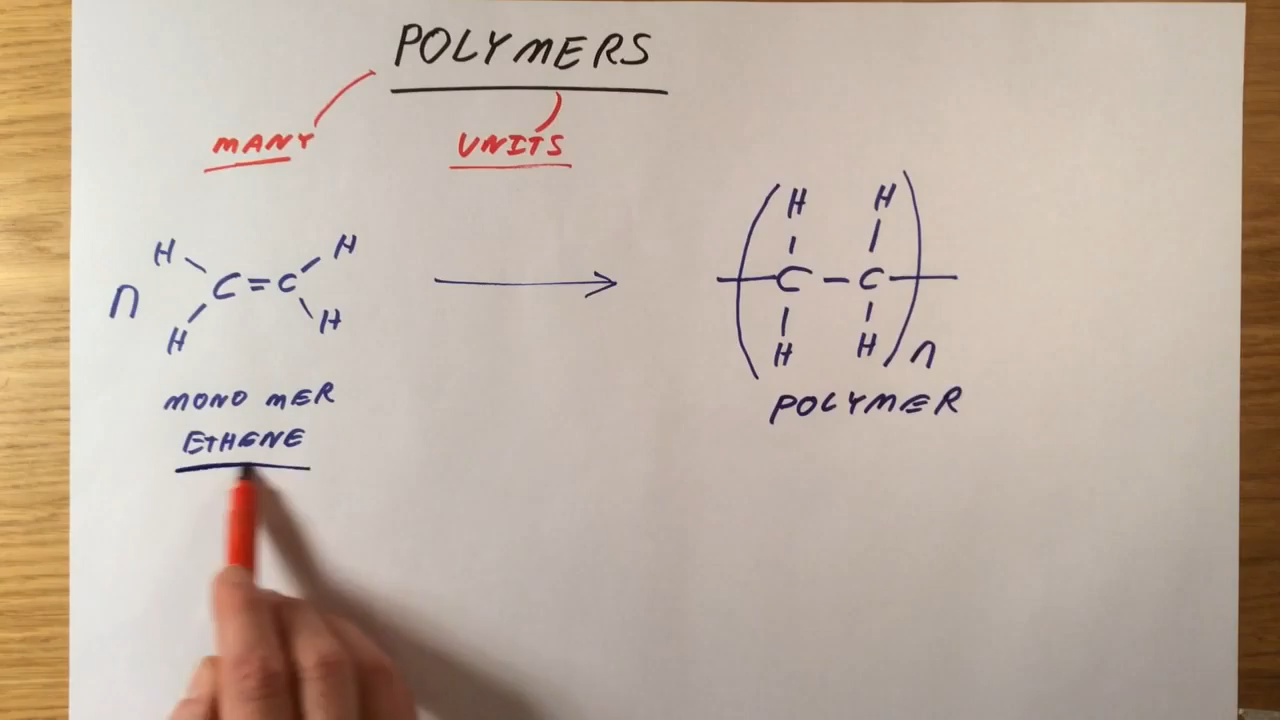 POLYMERS
MANY UNITS
H H
n C=C
H H
MONO MER
ETHENE
H H
C-C
H H n
POLYMER